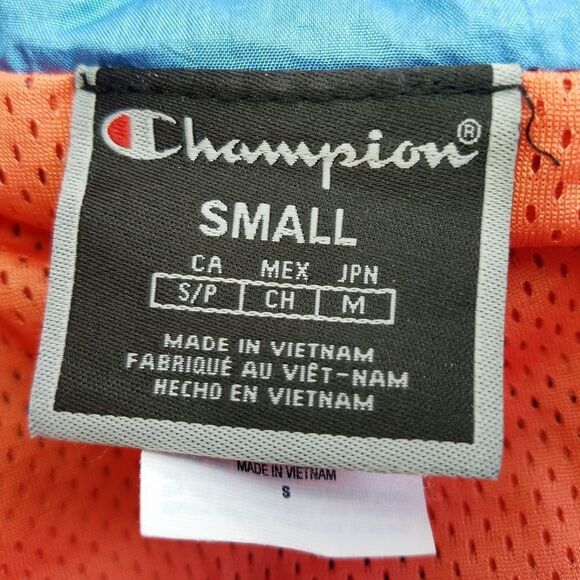 Champion®
SMALL
CA MEX JPN
S/P CH M
MADE IN VIETNAM
FABRIQUÉ AU VIÊT-NAM
HECHO EN VIETNAM
MADE IN VIETNAM
S